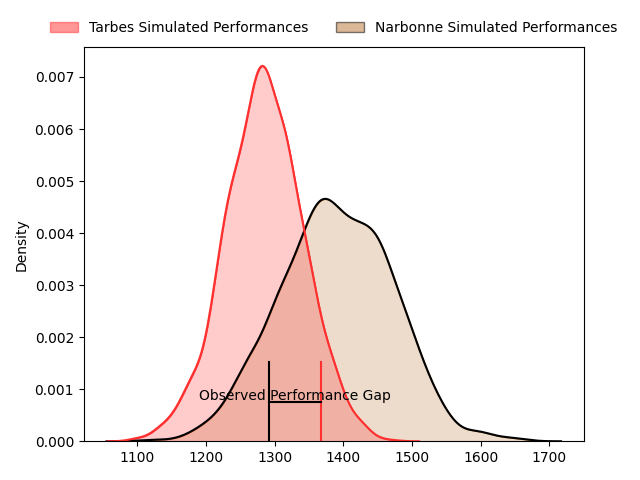 Tarbes Simulated Performances
Narbonne Simulated Performances
0.007
0.006
0.005
0.004
0.003
0.002
0.001
0.000
Density
Observed Performance Gap
1100 1200 1300 1400 1500 1600 1700